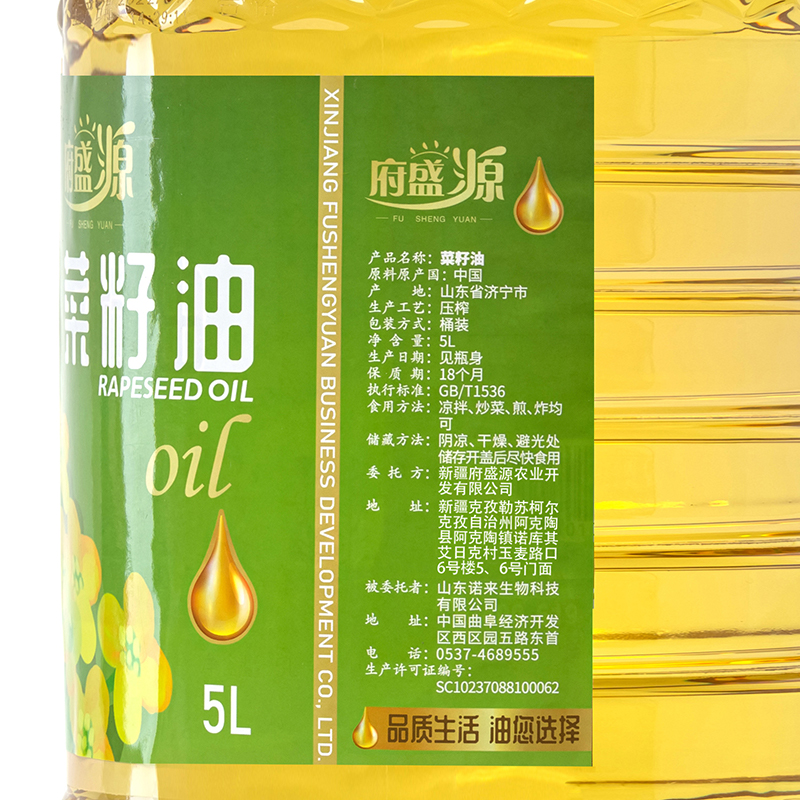 府盛源
FU SHENG YUAN
菜籽油
RAPESEED OIL
oil
5L
XINJIANG FUSHENGYUAN BUSINESS DEVELOPMENT CO., LTD.
府盛源
FU SHENG YUAN
产品名称：菜籽油
原料原产国：中国
产 地：山东省济宁市
生产工艺：压榨
包装方式：桶装
净 含 量：5L
生产日期：见瓶身
保 质 期：18个月
执行标准：GB/T1536
食用方法：凉拌、炒菜、煎、炸均
可
储藏方法：阴凉、干燥、避光处
储存开盖后尽快食用
委 托 方：新疆府盛源农业开
发有限公司
地 址：新疆克孜勒苏柯尔
克孜自治州阿克陶
县阿克陶镇诺库其
艾日克村玉麦路口
6号楼5、6号门面
被委托者：山东诺来生物科技
有限公司
地 址：中国曲阜经济开发
区西区园五路东首
电 话：0537-4689555
生产许可证编号：
SC10237088100062
品质生活 油您选择